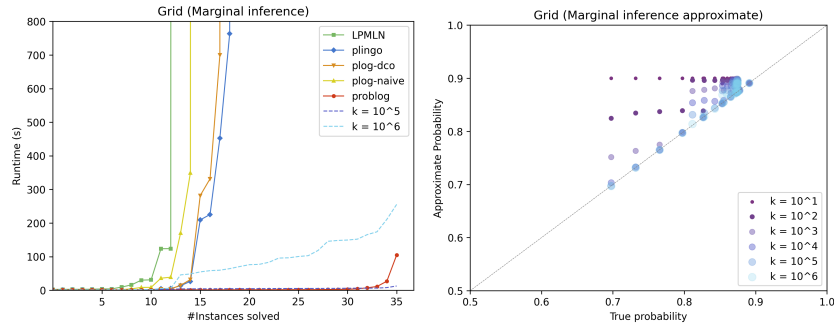 Grid (Marginal inference)
800
700
600
500
400
300
200
100
0
Runtime (s)
5
10
15
20
25
30
35
#Instances solved
LPMLN
plingo
plog-dco
plog-naive
problog
k = 10^5
k = 10^6
Grid (Marginal inference approximate)
1.0
0.9
0.8
0.7
0.6
0.5
Approximate Probability
0.5
0.6
0.7
0.8
0.9
1.0
True probability
k = 10^1
k = 10^2
k = 10^3
k = 10^4
k = 10^5
k = 10^6